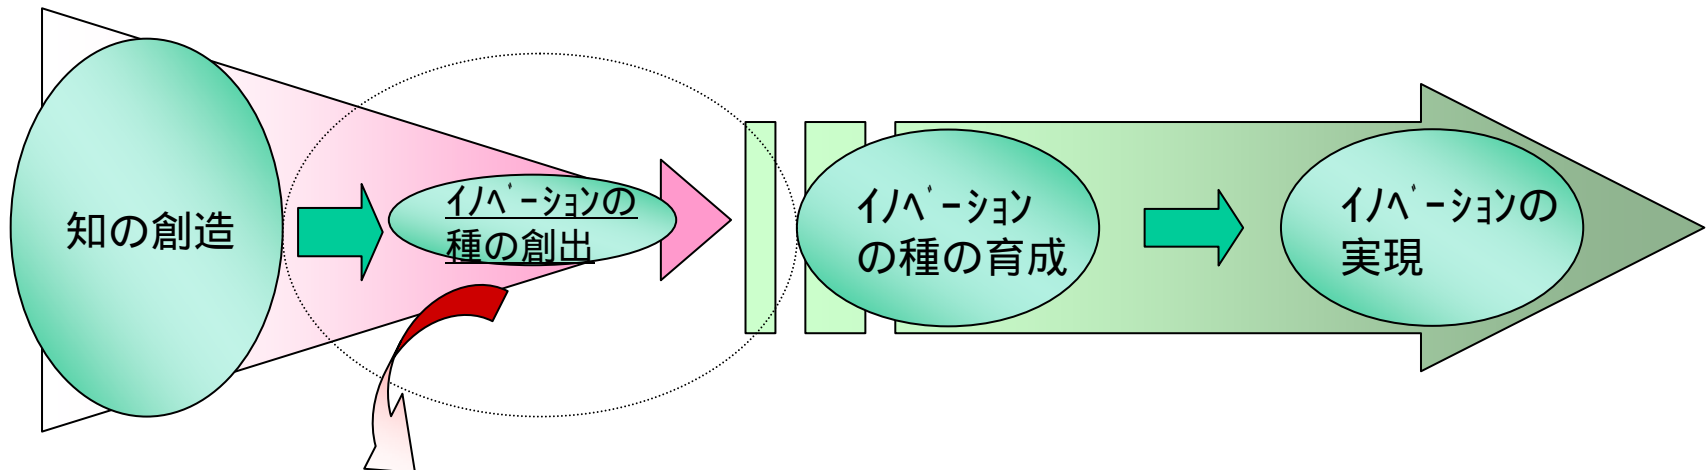 知の創造
ｲﾉﾍﾞｰｼｮﾝの
種の創出
ｲﾉﾍﾞｰｼｮﾝ
の種の育成
ｲﾉﾍﾞｰｼｮﾝの
実現